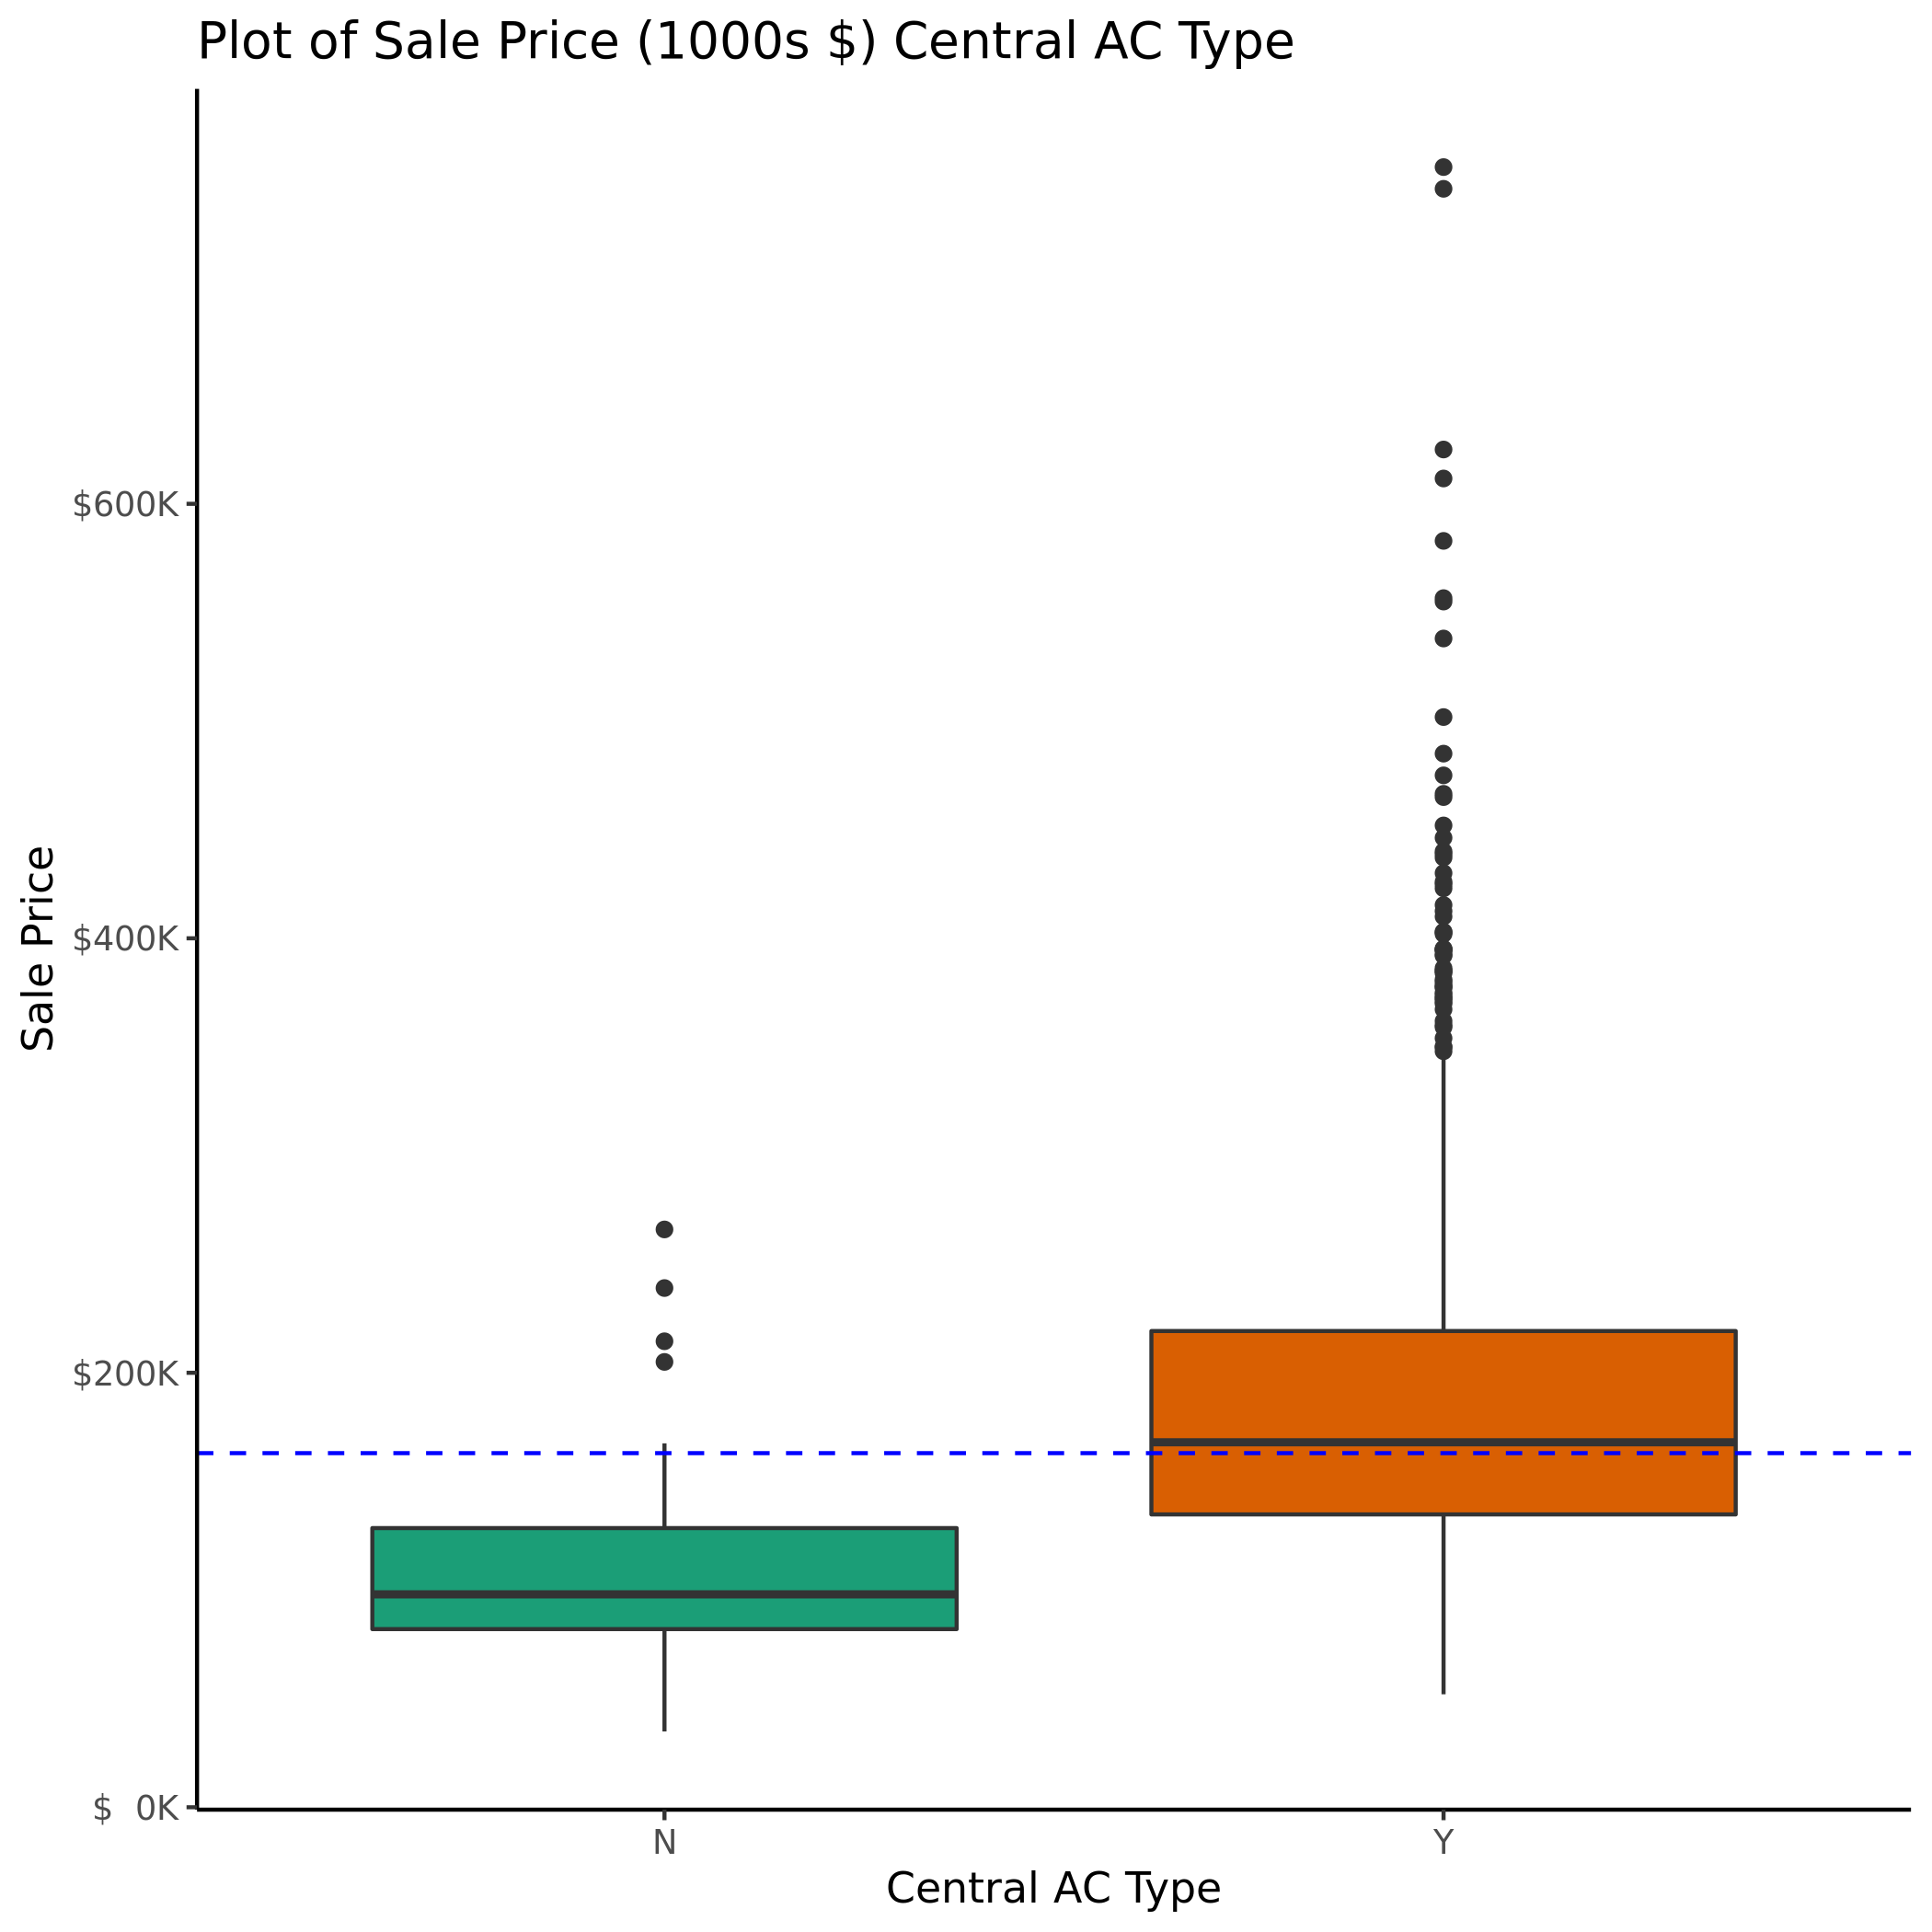 Plot of Sale Price (1000s $) Central AC Type
Sale Price
$600K
$400K
$200K
$  0K
N
Y
Central AC Type